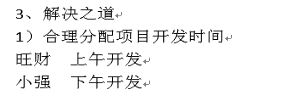 3、解决之道
1）合理分配项目开发时间
旺财　上午开发
小强　下午开发